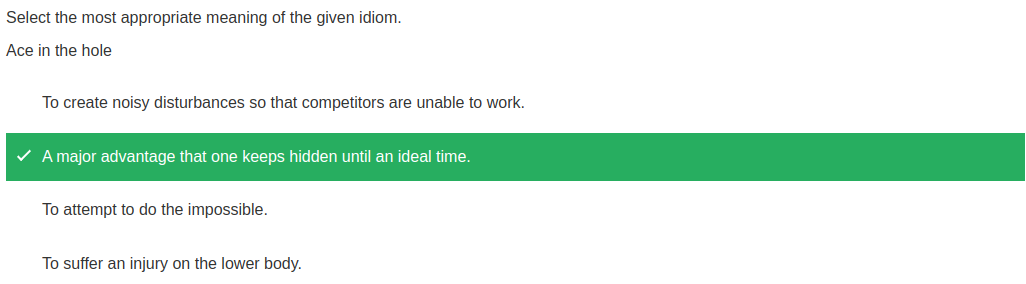 Select the most appropriate meaning of the given idiom.
Ace in the hole
To create noisy disturbances so that competitors are unable to work.
A major advantage that one keeps hidden until an ideal time.
To attempt to do the impossible.
To suffer an injury on the lower body.